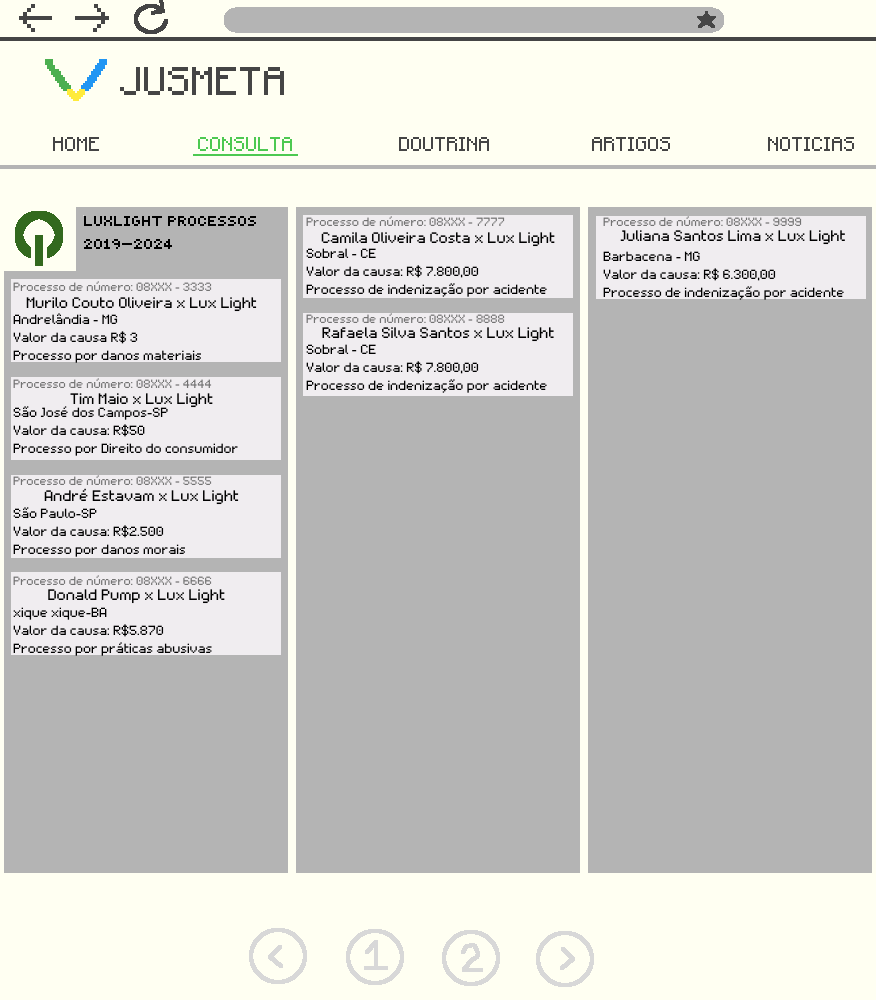 JUSMETA
HOME CONSULTA DOUTRINA ARTIGOS NOTICIAS
LUXLIGHT PROCESSOS
2019-2024
Processo de número: 08XXX - 3333
Murilo Couto Oliveira x Lux Light
Andrelândia - MG
Valor da causa R$ 3
Processo por danos materiais
Processo de número: 08XXX - 4444
Tim Maio x Lux Light
São José dos Campos-SP
Valor da causa: R$50
Processo por Direito do consumidor
Processo de número: 08XXX - 5555
André Estavam x Lux Light
São Paulo-SP
Valor da causa: R$2.500
Processo por danos morais
Processo de número: 08XXX - 6666
Donald Pump x Lux Light
xique xique-BA
Valor da causa: R$5.870
Processo por práticas abusivas
Processo de número: 08XXX - 7777
Camila Oliveira Costa x Lux Light
Sobral - CE
Valor da causa: R$ 7.800,00
Processo de indenização por acidente
Processo de número: 08XXX - 8888
Rafaela Silva Santos x Lux Light
Sobral - CE
Valor da causa: R$ 7.800,00
Processo de indenização por acidente
Processo de número: 08XXX - 9999
Juliana Santos Lima x Lux Light
Barbacena - MG
Valor da causa: R$ 6.300,00
Processo de indenização por acidente
< 1 2 >